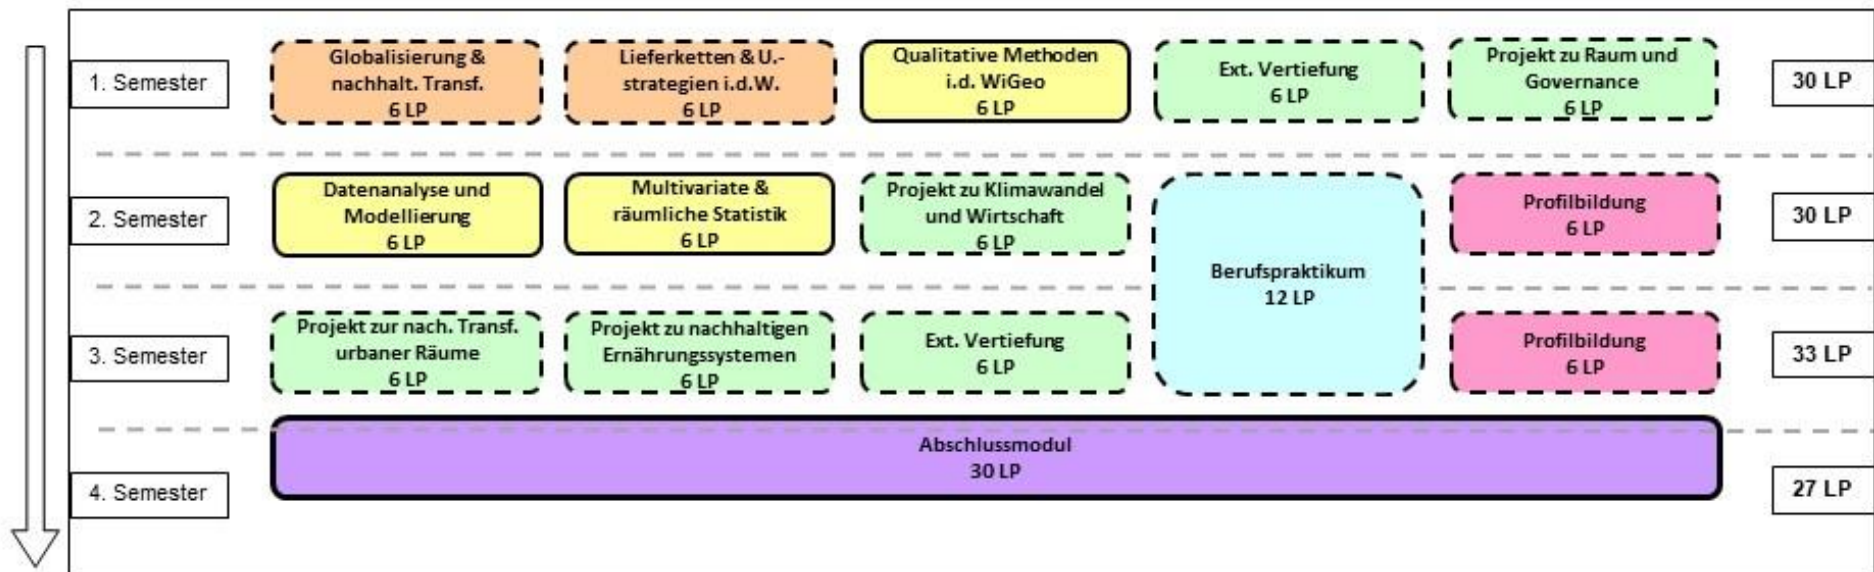 1. Semester
Globalisierung &
nachhalt. Transf.
6 LP
Lieferketten & U.-
strategien i.d.W.
6 LP
Qualitative Methoden
i.d. WiGeo
6 LP
Ext. Vertiefung
6 LP
Projekt zu Raum und
Governance
6 LP
30 LP
2. Semester
Datenanalyse und
Modellierung
6 LP
Multivariate &
räumliche Statistik
6 LP
Projekt zu Klimawandel
und Wirtschaft
6 LP
Berufspraktikum
12 LP
Profilbildung
6 LP
30 LP
3. Semester
Projekt zur nach. Transf.
urbaner Räume
6 LP
Projekt zu nachhaltigen
Ernährungssystemen
6 LP
Ext. Vertiefung
6 LP
Profilbildung
6 LP
33 LP
4. Semester
Abschlussmodul
30 LP
27 LP